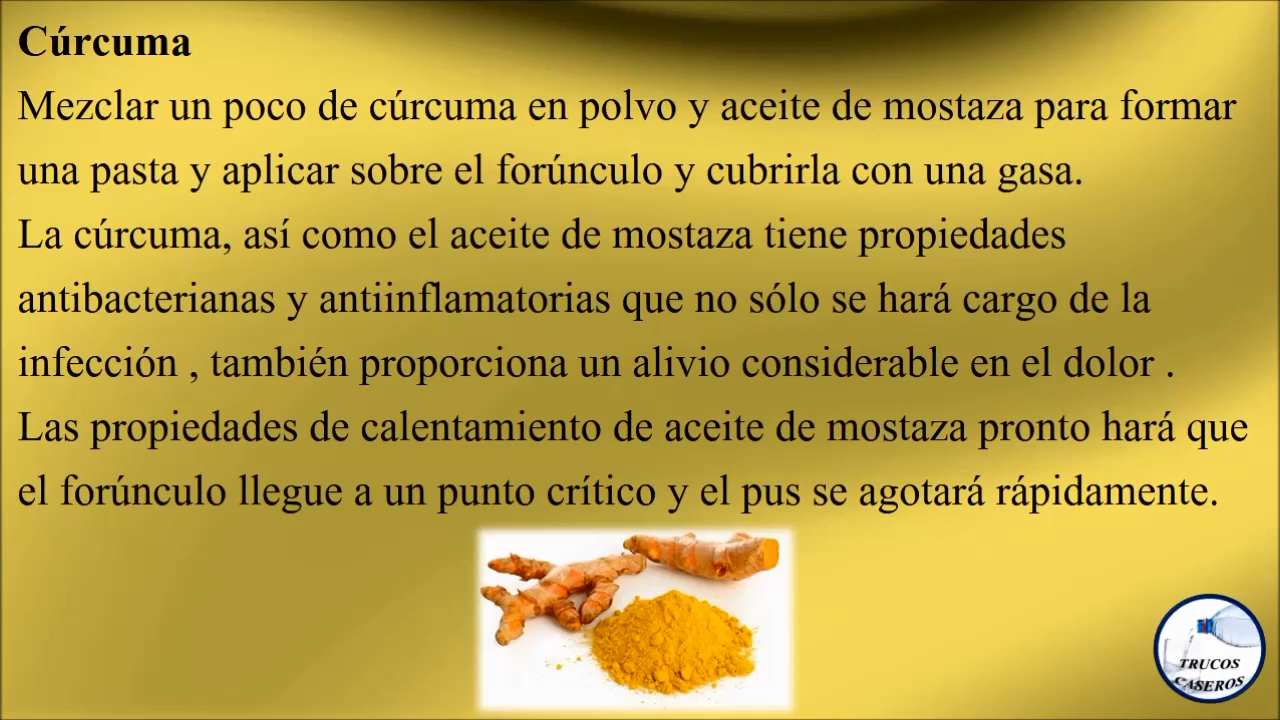 Cúrcuma
Mezclar un poco de cúrcuma en polvo y aceite de mostaza para formar
una pasta y aplicar sobre el forúnculo y cubrirla con una gasa.
La cúrcuma, así como el aceite de mostaza tiene propiedades
antibacterianas y antiinflamatorias que no sólo se hará cargo de la
infección , también proporciona un alivio considerable en el dolor .
Las propiedades de calentamiento de aceite de mostaza pronto hará que
el forúnculo llegue a un punto crítico y el pus se agotará rápidamente.
TRUCOS
CASEROS